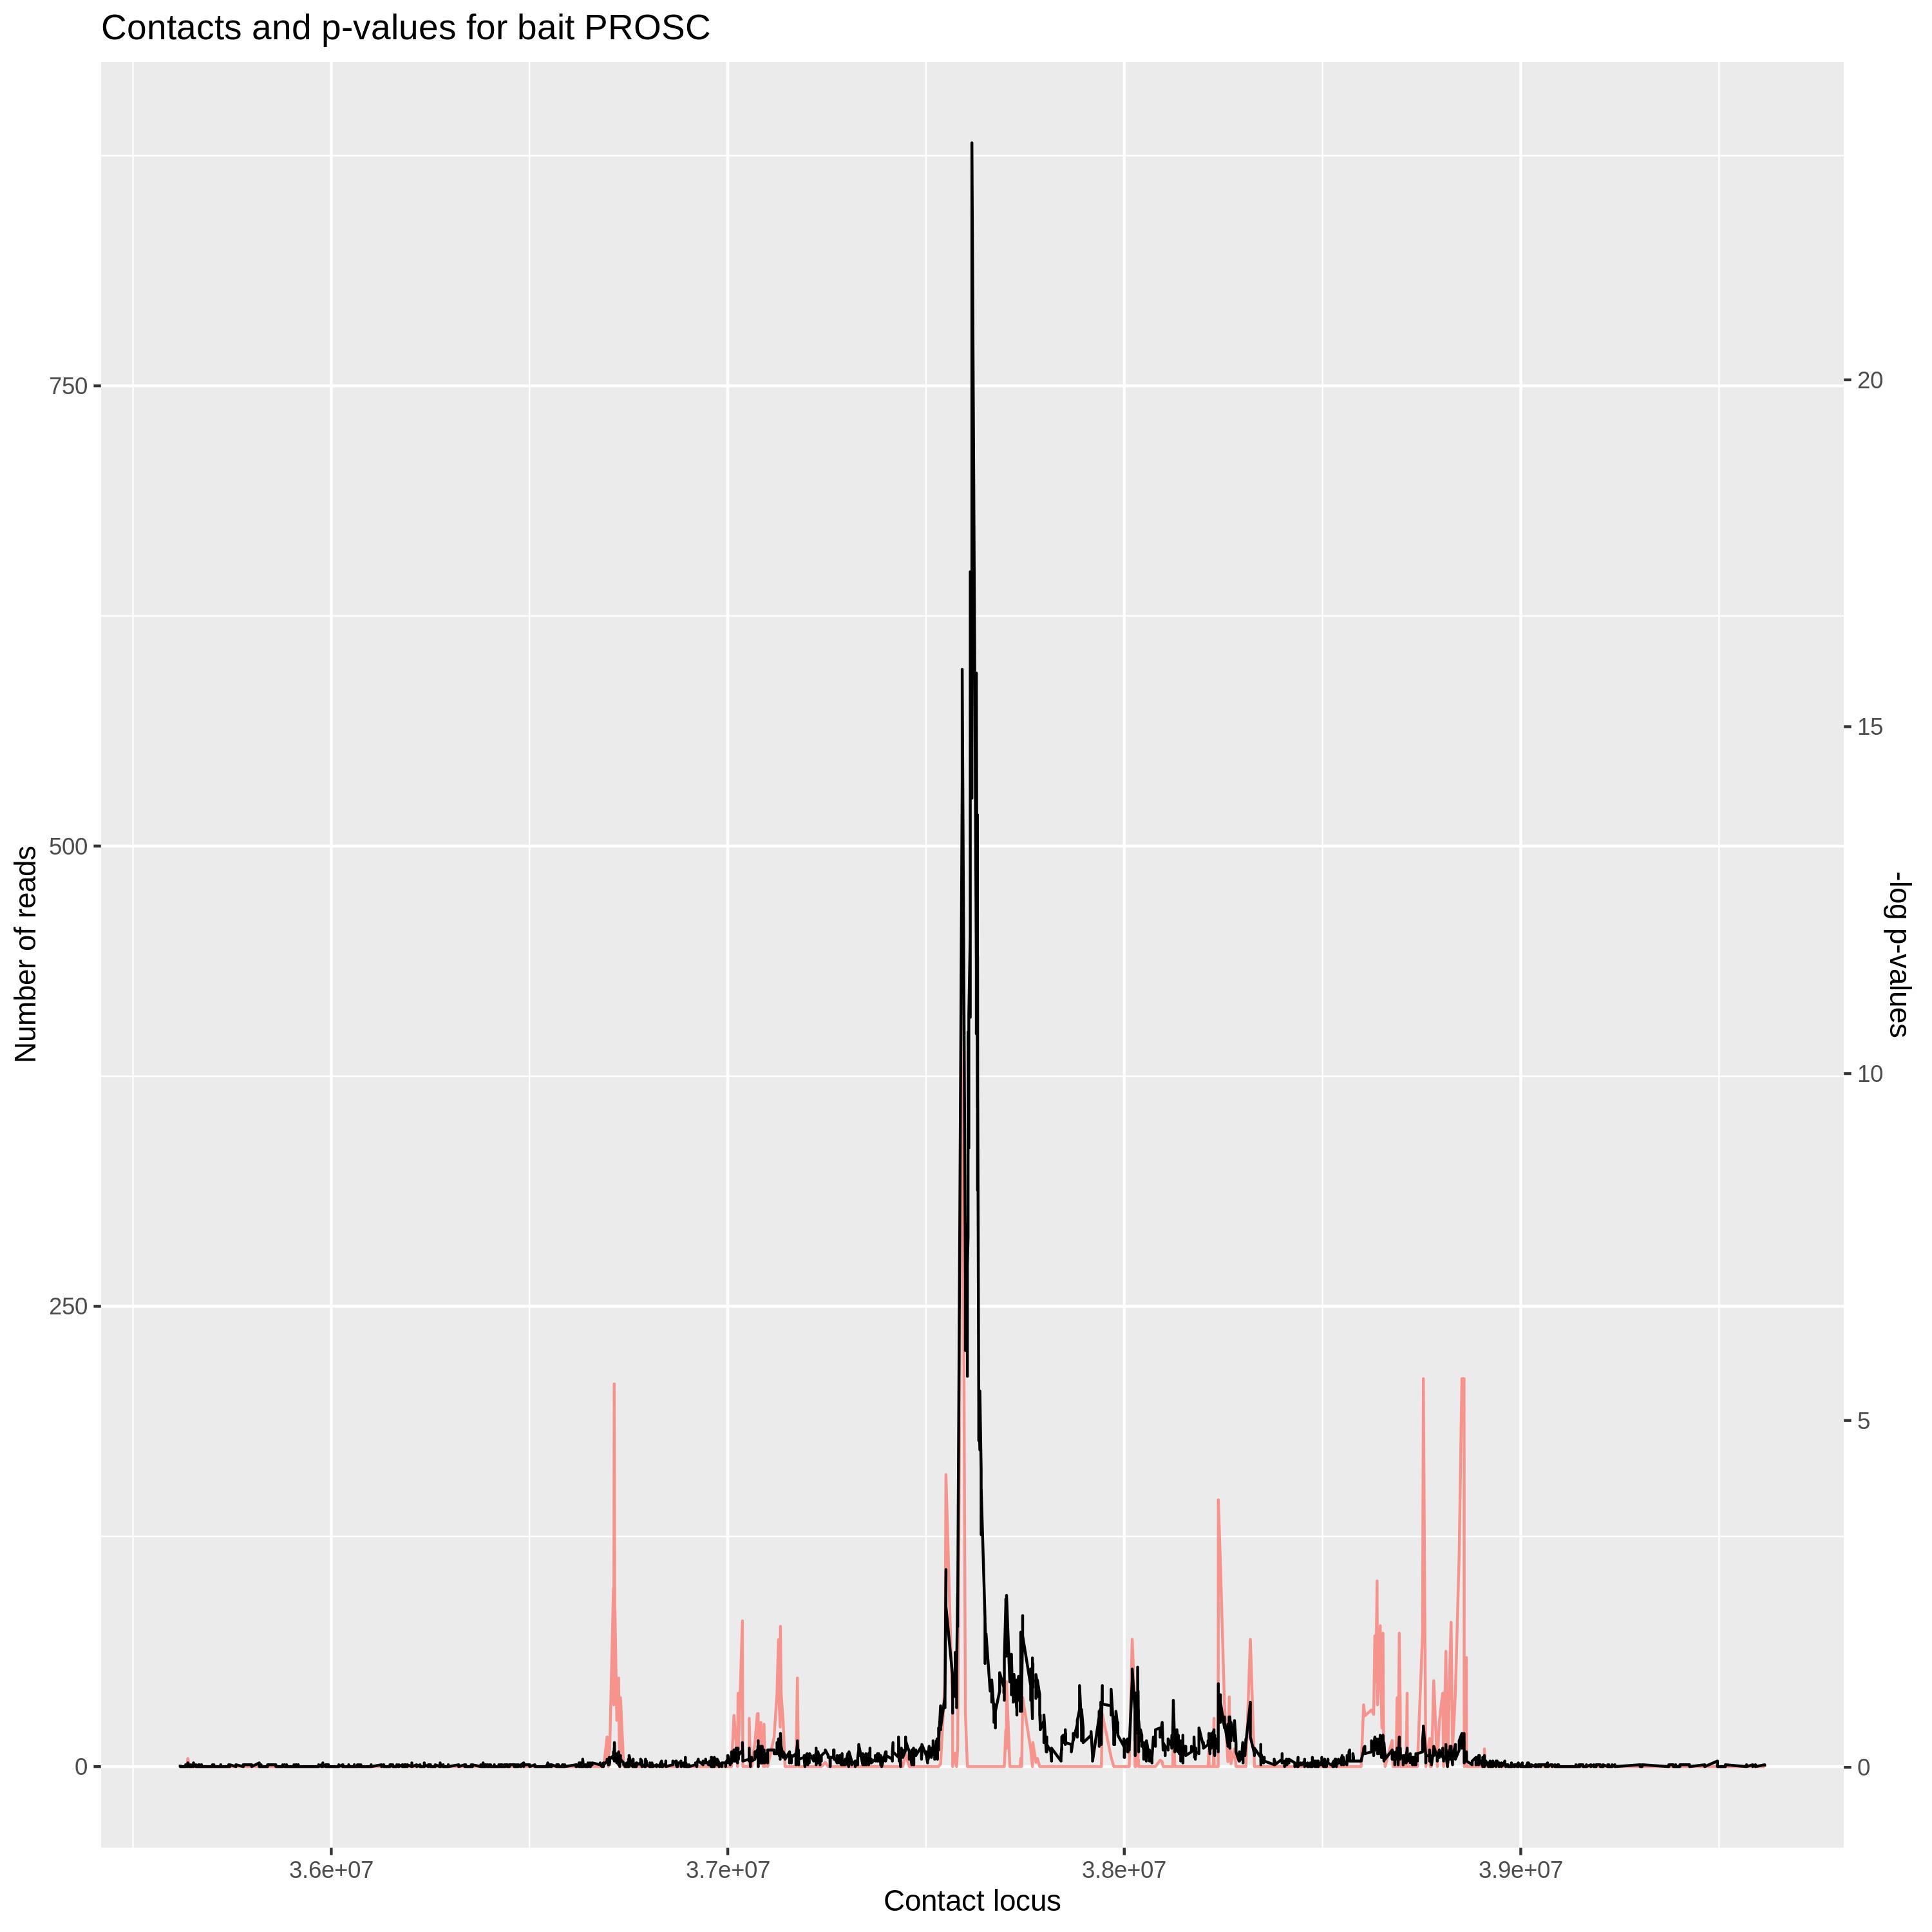 Contacts and p-values for bait PROSC
750
500
250
0
Number of reads
20
15
10
5
0
-log p-values
3.6e+07
3.7e+07
3.8e+07
3.9e+07
Contact locus